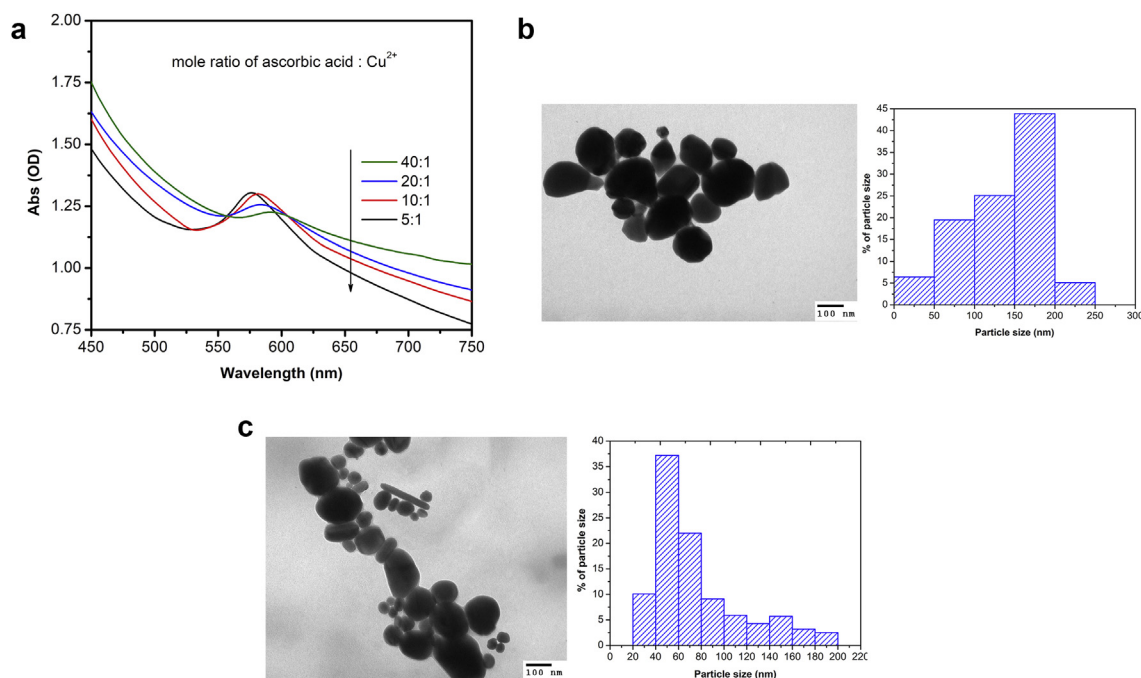 a
2.00
1.75
1.50
1.25
1.00
0.75
Abs (OD)
mole ratio of ascorbic acid : Cu²⁺
40:1
20:1
10:1
5:1
450 500 550 600 650 700 750
Wavelength (nm)
b
100 nm
45
40
35
30
25
20
15
10
5
0
% of particle size
0 50 100 150 200 250 300
Particle size (nm)
c
100 nm
40
35
30
25
20
15
10
5
0
% of particle size
0 20 40 60 80 100 120 140 160 180 200 220
Particle size (nm)